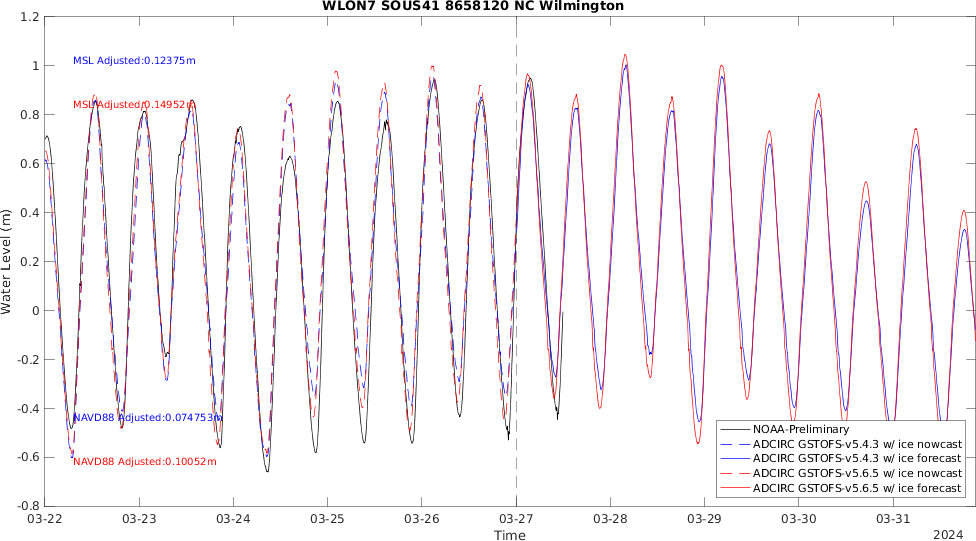 WLON7 SOUS41 8658120 NC Wilmington
1.2
1
0.8
0.6
0.4
0.2
0
-0.2
-0.4
-0.6
-0.8
Water Level (m)
MSL Adjusted:0.12375m
MSL Adjusted:0.14952m
NAVD88 Adjusted:0.074753m
NAVD88 Adjusted:0.10052m
NOAA-Preliminary
ADCIRC GSTOFS-v5.4.3 w/ ice nowcast
ADCIRC GSTOFS-v5.4.3 w/ ice forecast
ADCIRC GSTOFS-v5.6.5 w/ ice nowcast
ADCIRC GSTOFS-v5.6.5 w/ ice forecast
03-22 03-23 03-24 03-25 03-26 03-27 03-28 03-29 03-30 03-31
Time
2024